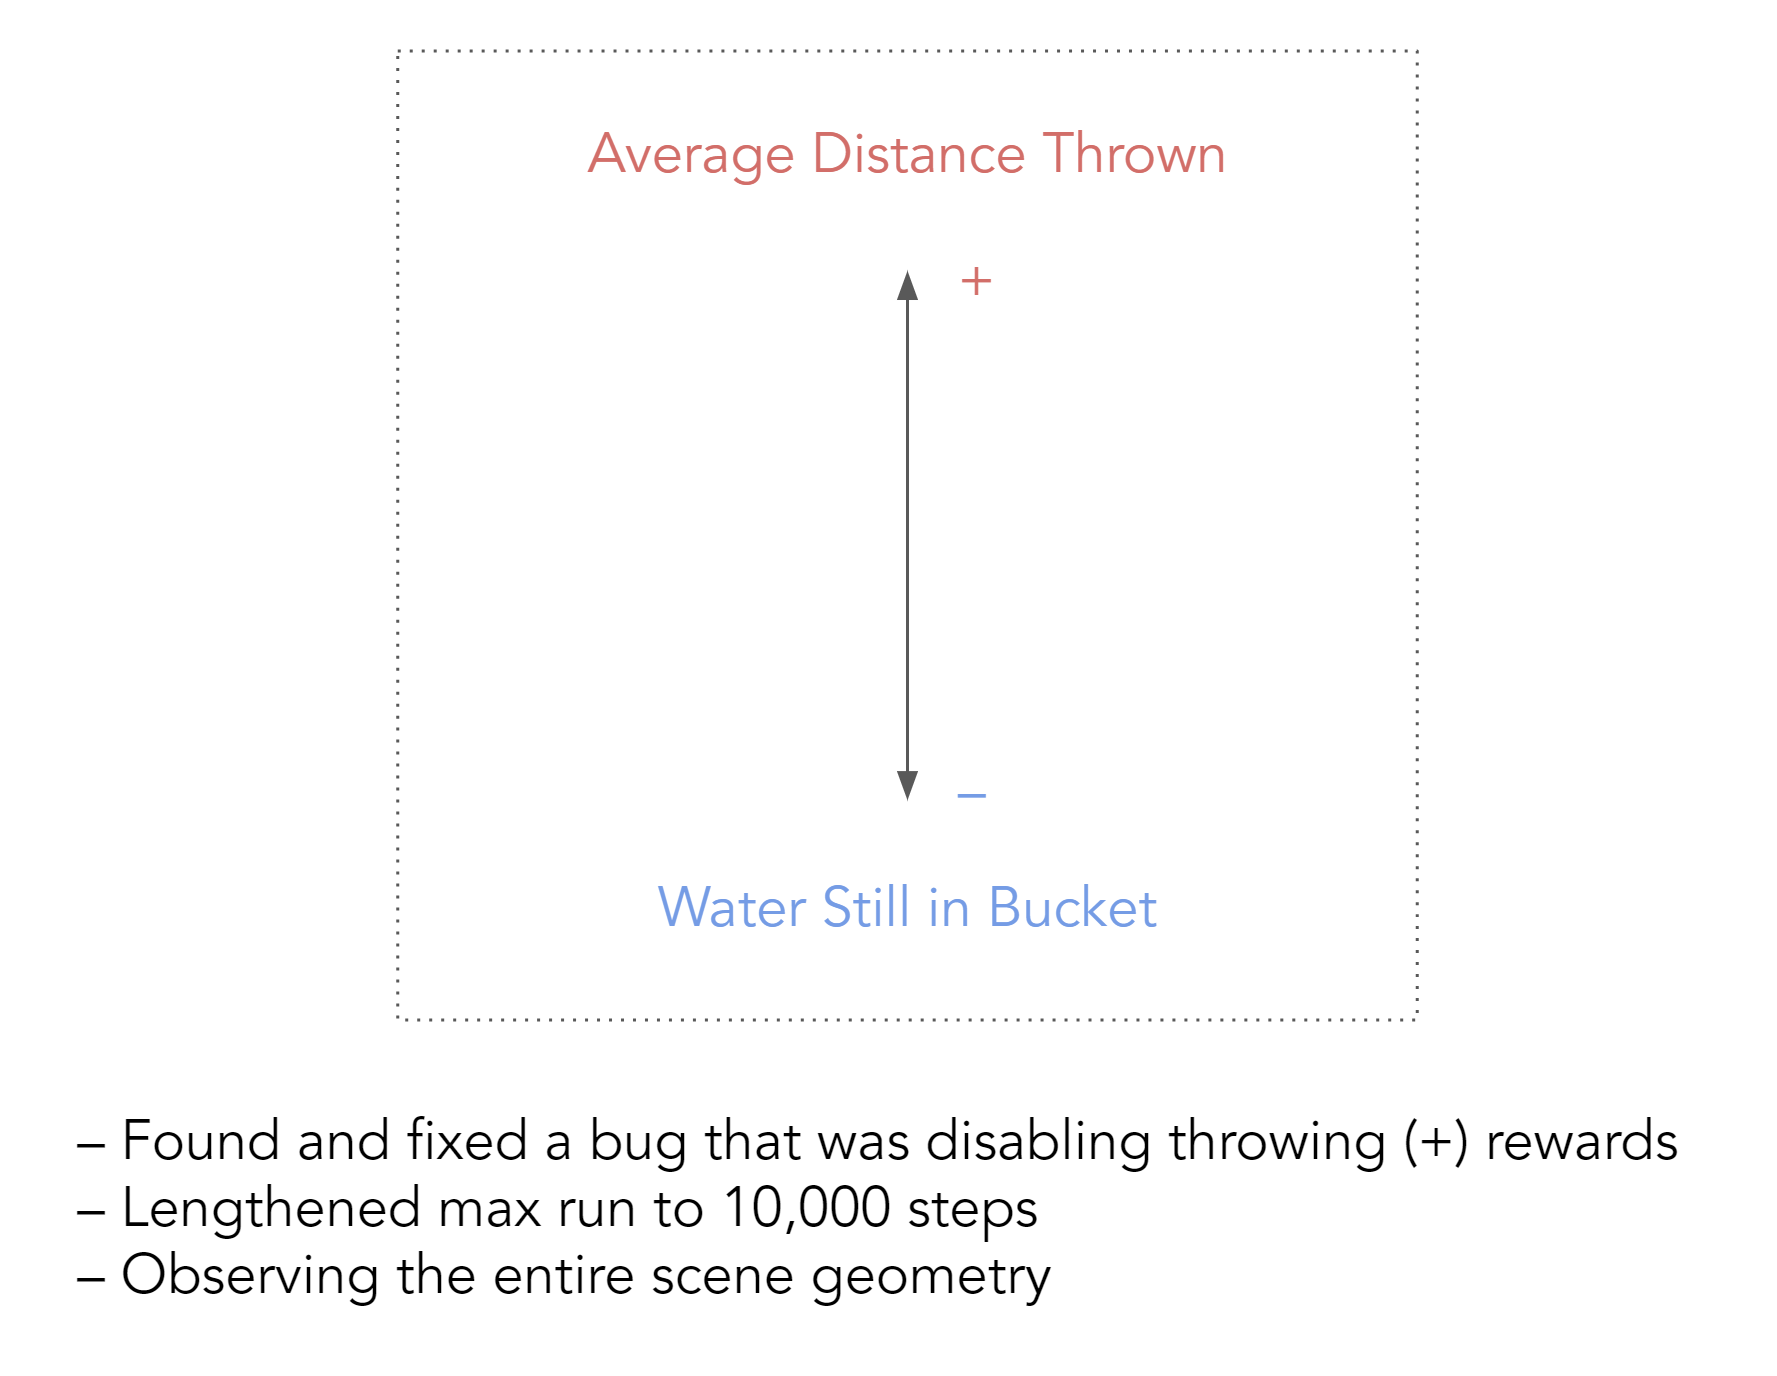 Average Distance Thrown
+
–
Water Still in Bucket
– Found and fixed a bug that was disabling throwing (+) rewards
– Lengthened max run to 10,000 steps
– Observing the entire scene geometry